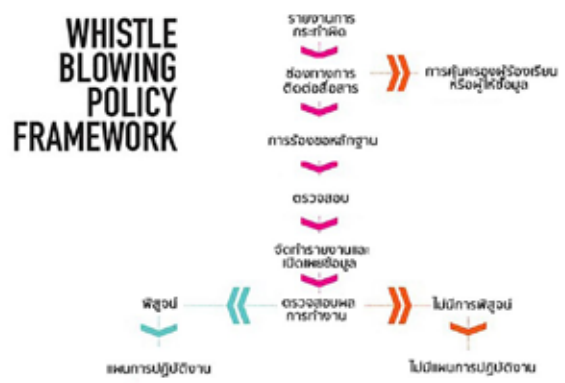 WHISTLE
BLOWING
POLICY
FRAMEWORK
รายงานการ
กระทำผิด
ช่องทางการ
ติดต่อสื่อสาร
การคุ้มครองผู้ร้องเรียน
หรือผู้ให้ข้อมูล
การร้องขอหลักฐาน
ตรวจสอบ
จัดทำรายงานและ
เปิดเผยข้อมูล
พิสูจน์
ตรวจสอบผล
การทำงาน
ไม่มีการพิสูจน์
แผนการปฏิบัติงาน
ไม่มีแผนการปฏิบัติงาน